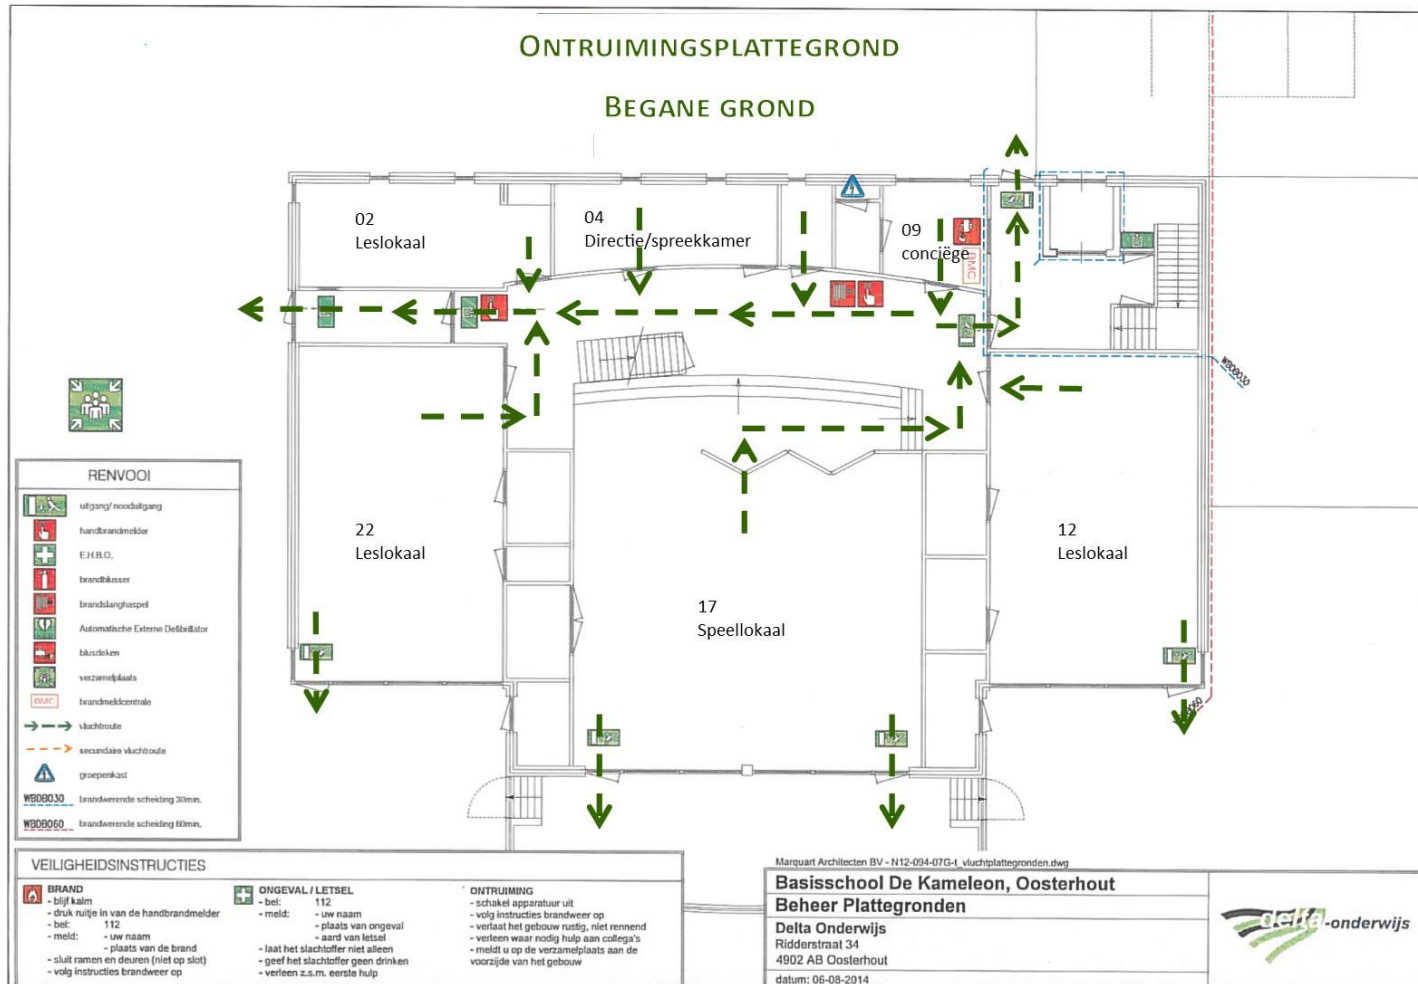 ONTRUIMINGSPLATTEGROND
BEGANE GROND
02
Leslokaal
04
Directie/spreekkamer
09
conciëge
BMC
WBDBO30
22
Leslokaal
12
Leslokaal
17
Speellokaal
RENVOOI
uitgang/ nooduitgang
handbrandmelder
E.H.B.O.
brandblusser
brandslanghaspel
Automatische Externe Defibrillator
blusdeken
verzamelplaats
BMC brandmeldcentrale
vluchtroute
secundaire vluchtroute
groepenkast
WBDBO30 brandwerende scheiding 30min.
WBDBO60 brandwerende scheiding 60min.
VEILIGHEIDSINSTRUCTIES
BRAND
- blijf kalm
- druk ruitje in van de handbrandmelder
- bel: 112
- meld: - uw naam
- plaats van de brand
- sluit ramen en deuren (niet op slot)
- volg instructies brandweer op
ONGEVAL / LETSEL
- bel: 112
- meld: - uw naam
- plaats van ongeval
- aard van letsel
- laat het slachtoffer niet alleen
- geef het slachtoffer geen drinken
- verleen z.s.m. eerste hulp
ONTRUIMING
- schakel apparatuur uit
- volg instructies brandweer op
- verlaat het gebouw rustig, niet rennend
- verleen waar nodig hulp aan collega's
- meldt u op de verzamelplaats aan de
voorzijde van het gebouw
Marquart Architecten BV - N12-094-07G-t_vluchtplattegronden.dwg
Basisschool De Kameleon, Oosterhout
Beheer Plattegronden
Delta Onderwijs
Ridderstraat 34
4902 AB Oosterhout
datum: 06-08-2014
delta-onderwijs